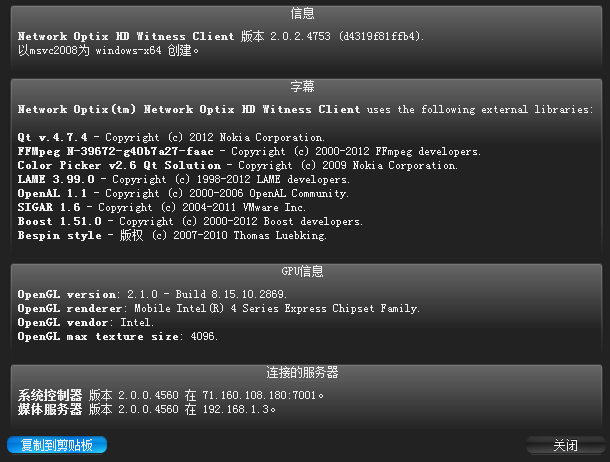 信息
Network Optix HD Witness Client 版本 2.0.2.4753 (d4319f81ffb4).
以msvc2008为 windows-x64 创建。
字幕
Network Optix(tm) Network Optix HD Witness Client uses the following external libraries:
Qt v.4.7.4 - Copyright (c) 2012 Nokia Corporation.
FFMpeg N-39672-g40b7a27-faac - Copyright (c) 2000-2012 FFmpeg developers.
Color Picker v2.6 Qt Solution - Copyright (c) 2009 Nokia Corporation.
LAME 3.99.0 - Copyright (c) 1998-2012 LAME developers.
OpenAL 1.1 - Copyright (c) 2000-2006 OpenAL Community.
SIGAR 1.6 - Copyright (c) 2004-2011 VMware Inc.
Boost 1.51.0 - Copyright (c) 2000-2012 Boost developers.
Bespin style - 版权 (c) 2007-2010 Thomas Luebking.
GPU信息
OpenGL version: 2.1.0 - Build 8.15.10.2869.
OpenGL renderer: Mobile Intel(R) 4 Series Express Chipset Family.
OpenGL vendor: Intel.
OpenGL max texture size: 4096.
连接的服务器
系统控制器 版本 2.0.0.4560 在 71.160.108.180:7001。
媒体服务器 版本 2.0.0.4560 在 192.168.1.3。
复制到剪贴板
关闭